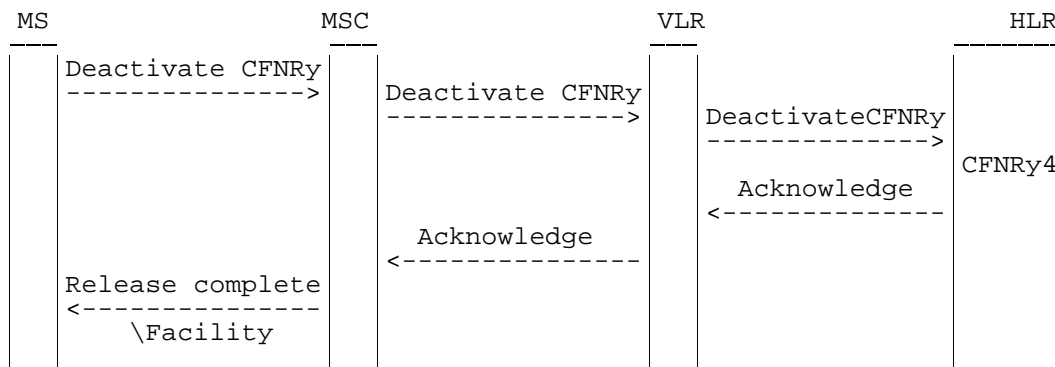 MS MSC VLR HLR
Deactivate CFNRy
Deactivate CFNRy
DeactivateCFNRy
CFNRy4
Acknowledge
Acknowledge
Release complete
\Facility